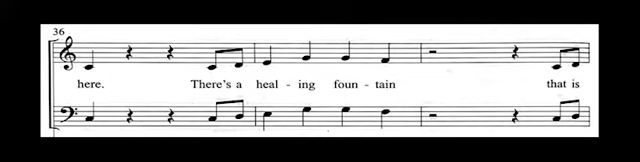 36
here. There's a heal - ing foun - tain that is